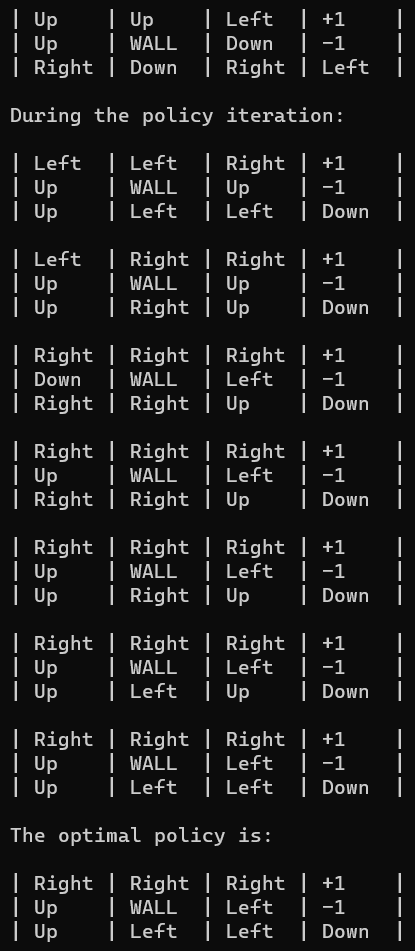 | Up    | Up    | Left  | +1    |
| Up    | WALL  | Down  | -1    |
| Right | Down  | Right | Left  |
During the policy iteration:
| Left  | Left  | Right | +1    |
| Up    | WALL  | Up    | -1    |
| Up    | Left  | Left  | Down  |
| Left  | Right | Right | +1    |
| Up    | WALL  | Up    | -1    |
| Up    | Right | Up    | Down  |
| Right | Right | Right | +1    |
| Down  | WALL  | Left  | -1    |
| Right | Right | Up    | Down  |
| Right | Right | Right | +1    |
| Up    | WALL  | Left  | -1    |
| Right | Right | Up    | Down  |
| Right | Right | Right | +1    |
| Up    | WALL  | Left  | -1    |
| Up    | Right | Up    | Down  |
| Right | Right | Right | +1    |
| Up    | WALL  | Left  | -1    |
| Up    | Left  | Up    | Down  |
| Right | Right | Right | +1    |
| Up    | WALL  | Left  | -1    |
| Up    | Left  | Left  | Down  |
The optimal policy is:
| Right | Right | Right | +1    |
| Up    | WALL  | Left  | -1    |
| Up    | Left  | Left  | Down  |